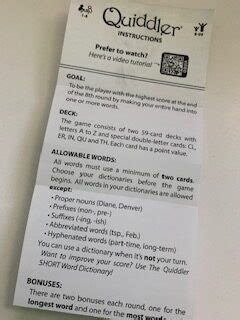 Quiddler
INSTRUCTIONS
1-8
Prefer to watch?
Here's a video tutorial
GOAL:
To be the player with the highest score at the end
of the 8th round by making your entire hand into
one or more words.
DECK:
The game consists of two 59-card decks with
letters A to Z and special double-letter cards: CL,
ER, IN, QU and TH. Each card has a point value.
ALLOWABLE WORDS:
All words must use a minimum of two cards.
Choose your dictionaries before the game
begins. All words in your dictionaries are allowed
except:
• Proper nouns (Diane, Denver)
• Prefixes (non-, pre-)
• Suffixes (-ing, -ish)
• Abbreviated words (tsp., Feb.)
• Hyphenated words (part-time, long-term)
You can use a dictionary when it's not your turn.
Want to improve your score? Use The Quiddler
SHORT Word Dictionary!
BONUSES:
There are two bonuses each round, one for the
longest word and one for the most words